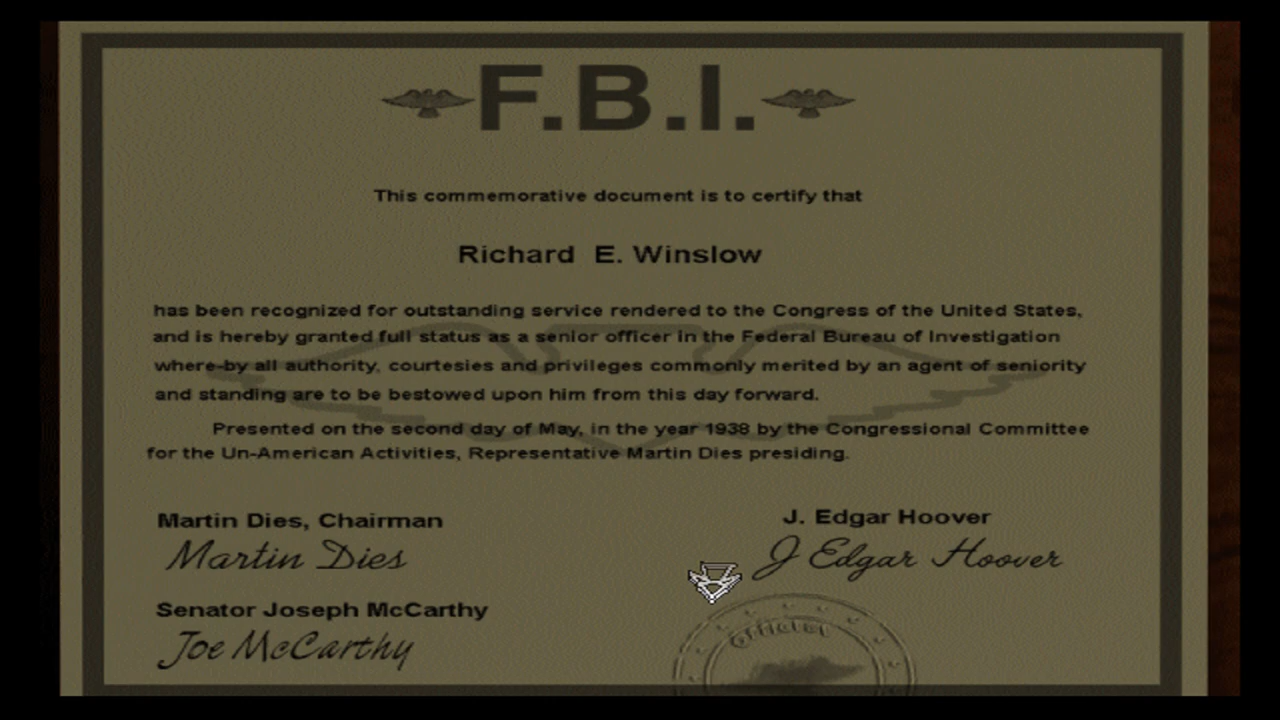 F.B.I.
This commemorative document is to certify that
Richard E. Winslow
has been recognized for outstanding service rendered to the Congress of the United States,
and is hereby granted full status as a senior officer in the Federal Bureau of Investigation
where-by all authority, courtesies and privileges commonly merited by an agent of seniority
and standing are to be bestowed upon him from this day forward.
Presented on the second day of May, in the year 1938 by the Congressional Committee
for the Un-American Activities, Representative Martin Dies presiding.
Martin Dies, Chairman
Martin Dies
J. Edgar Hoover
J Edgar Hoover
Senator Joseph McCarthy
Joe McCarthy
OFFICIAL